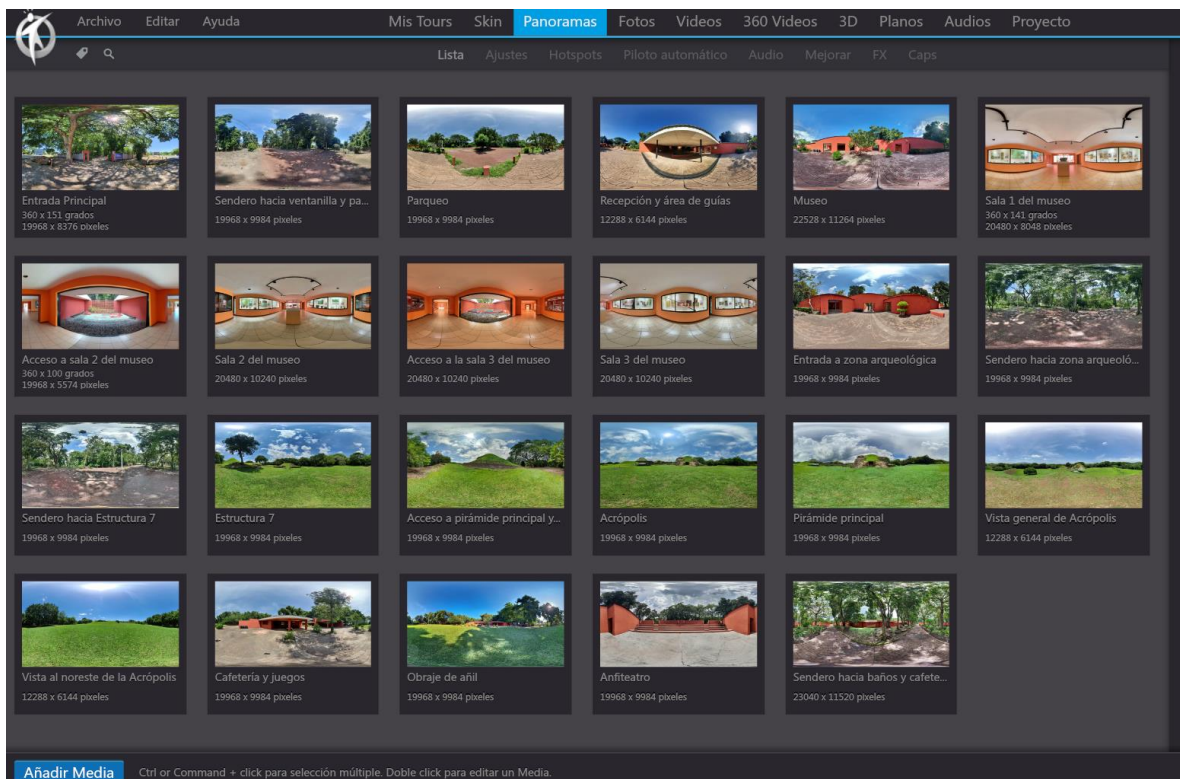 Archivo Editar Ayuda Mis Tours Skin Panoramas Fotos Videos 360 Videos 3D Planos Audios Proyecto
Lista Ajustes Hotspots Piloto automático Audio Mejorar FX Caps
Entrada Principal
360 x 151 grados
19968 x 8376 pixeles
Sendero hacia ventanilla y pa...
19968 x 9984 pixeles
Parqueo
19968 x 9984 pixeles
Recepción y área de guías
12288 x 6144 pixeles
Museo
22528 x 11264 pixeles
Sala 1 del museo
360 x 141 grados
20480 x 8048 pixeles
Acceso a sala 2 del museo
360 x 100 grados
19968 x 5574 pixeles
Sala 2 del museo
20480 x 10240 pixeles
Acceso a la sala 3 del museo
20480 x 10240 pixeles
Sala 3 del museo
20480 x 10240 pixeles
Entrada a zona arqueológica
19968 x 9984 pixeles
Sendero hacia zona arqueoló...
19968 x 9984 pixeles
Sendero hacia Estructura 7
19968 x 9984 pixeles
Estructura 7
19968 x 9984 pixeles
Acceso a pirámide principal y...
19968 x 9984 pixeles
Acrópolis
19968 x 9984 pixeles
Pirámide principal
19968 x 9984 pixeles
Vista general de Acrópolis
12288 x 6144 pixeles
Vista al noreste de la Acrópolis
12288 x 6144 pixeles
Cafetería y juegos
19968 x 9984 pixeles
Obraje de añil
19968 x 9984 pixeles
Anfiteatro
19968 x 9984 pixeles
Sendero hacia baños y cafete...
23040 x 11520 pixeles
Añadir Media Ctrl or Command + click para selección múltiple. Doble click para editar un Media.